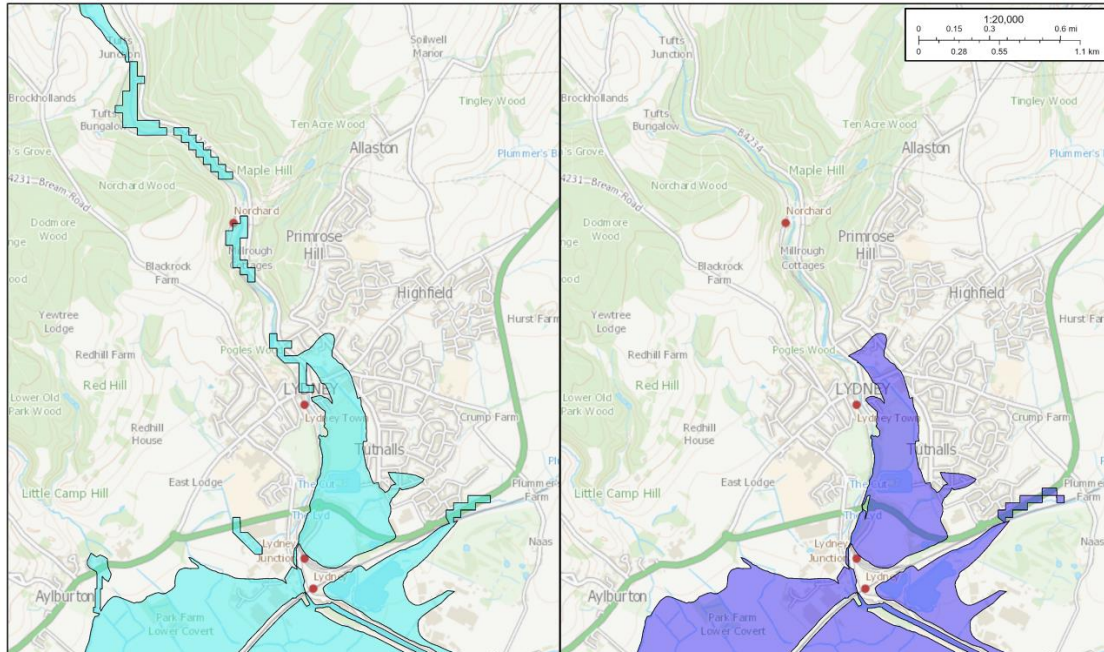 Tufts
Junction
Soilwell
Manor
Brockhollands
Tingley Wood
Tufts
Bungalow
Ten Acre Wood
Allaston
Plummer's B
's Grove
Maple Hill
Norchard Wood
4231 - Bream Road
Norchard
Dodmore
Wood
nge
Primrose
Hill
Millrough
Cottages
Blackrock
Farm
Highfield
Yewtree
Lodge
Hurst Farm
Redhill Farm
Pogles Wood
Red Hill
LYDNEY
Lower Old
Park Wood
Lydney Town
Crump Farm
Redhill
House
Tutnalls
East Lodge
The Cut
Plum
Farm
Little Camp Hill
The Lyd
Lydney
Junction
Naas
Lydney
Aylburton
Park Farm
Lower Covert
1:20,000
0 0.15 0.3 0.6 mi
0 0.28 0.55 1.1 km
Tufts
Junction
Brockhollands
Tingley Wood
Tufts
Bungalow
B4234
Ten Acre Wood
Allaston
Plummer's B
's Grove
Maple Hill
Norchard Wood
4231 - Bream Road
Norchard
Dodmore
Wood
nge
Primrose
Hill
Millrough
Cottages
Blackrock
Farm
Highfield
Yewtree
Lodge
Hurst Farm
Redhill Farm
Pogles Wood
Red Hill
LYDNEY
Lower Old
Park Wood
Lydney Town
Crump Farm
Redhill
House
Tutnalls
East Lodge
The Cut
Plumm
Farm
Little Camp Hill
The Lyd
Lydney
Junction
Naas
Lydney
Aylburton
Park Farm
Lower Covert